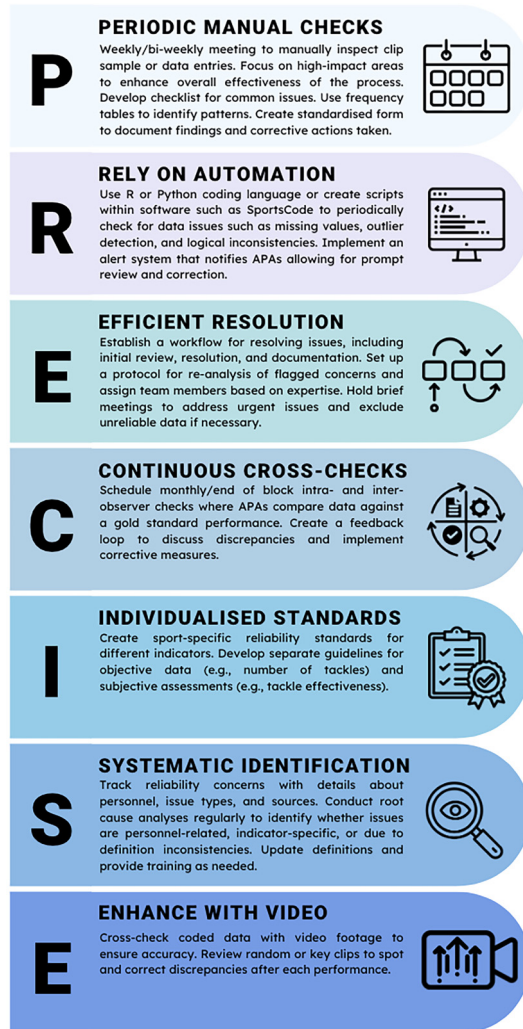 P
PERIODIC MANUAL CHECKS
Weekly/bi-weekly meeting to manually inspect clip
sample or data entries. Focus on high-impact areas
to enhance overall effectiveness of the process.
Develop checklist for common issues. Use frequency
tables to identify patterns. Create standardised form
to document findings and corrective actions taken.
R
RELY ON AUTOMATION
Use R or Python coding language or create scripts
within software such as SportsCode to periodically
check for data issues such as missing values, outlier
detection, and logical inconsistencies. Implement an
alert system that notifies APAs allowing for prompt
review and correction.
</>
E
EFFICIENT RESOLUTION
Establish a workflow for resolving issues, including
initial review, resolution, and documentation. Set up
a protocol for re-analysis of flagged concerns and
assign team members based on expertise. Hold brief
meetings to address urgent issues and exclude
unreliable data if necessary.
C
CONTINUOUS CROSS-CHECKS
Schedule monthly/end of block intra- and inter-
observer checks where APAs compare data against
a gold standard performance. Create a feedback
loop to discuss discrepancies and implement
corrective measures.
I
INDIVIDUALISED STANDARDS
Create sport-specific reliability standards for
different indicators. Develop separate guidelines for
objective data (e.g., number of tackles) and
subjective assessments (e.g., tackle effectiveness).
S
SYSTEMATIC IDENTIFICATION
Track reliability concerns with details about
personnel, issue types, and sources. Conduct root
cause analyses regularly to identify whether issues
are personnel-related, indicator-specific, or due to
definition inconsistencies. Update definitions and
provide training as needed.
E
ENHANCE WITH VIDEO
Cross-check coded data with video footage to
ensure accuracy. Review random or key clips to spot
and correct discrepancies after each performance.